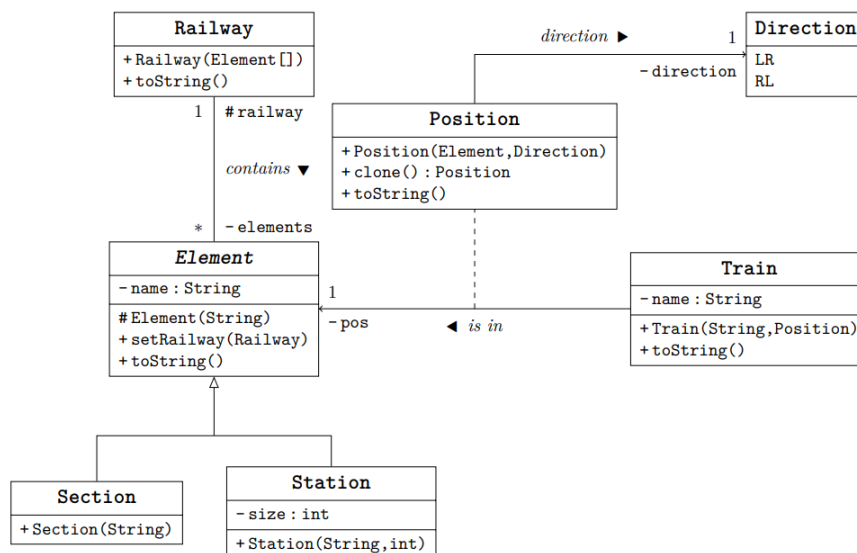 Railway
+ Railway(Element[])
+ toString()
1
# railway
contains ▼
*
- elements
direction ▶
1
- direction
Direction
LR
RL
Position
+ Position(Element,Direction)
+ clone() : Position
+ toString()
Element
- name : String
# Element(String)
+ setRailway(Railway)
+ toString()
1
- pos
◀ is in
Train
- name : String
+ Train(String,Position)
+ toString()
Section
+ Section(String)
Station
- size : int
+ Station(String,int)